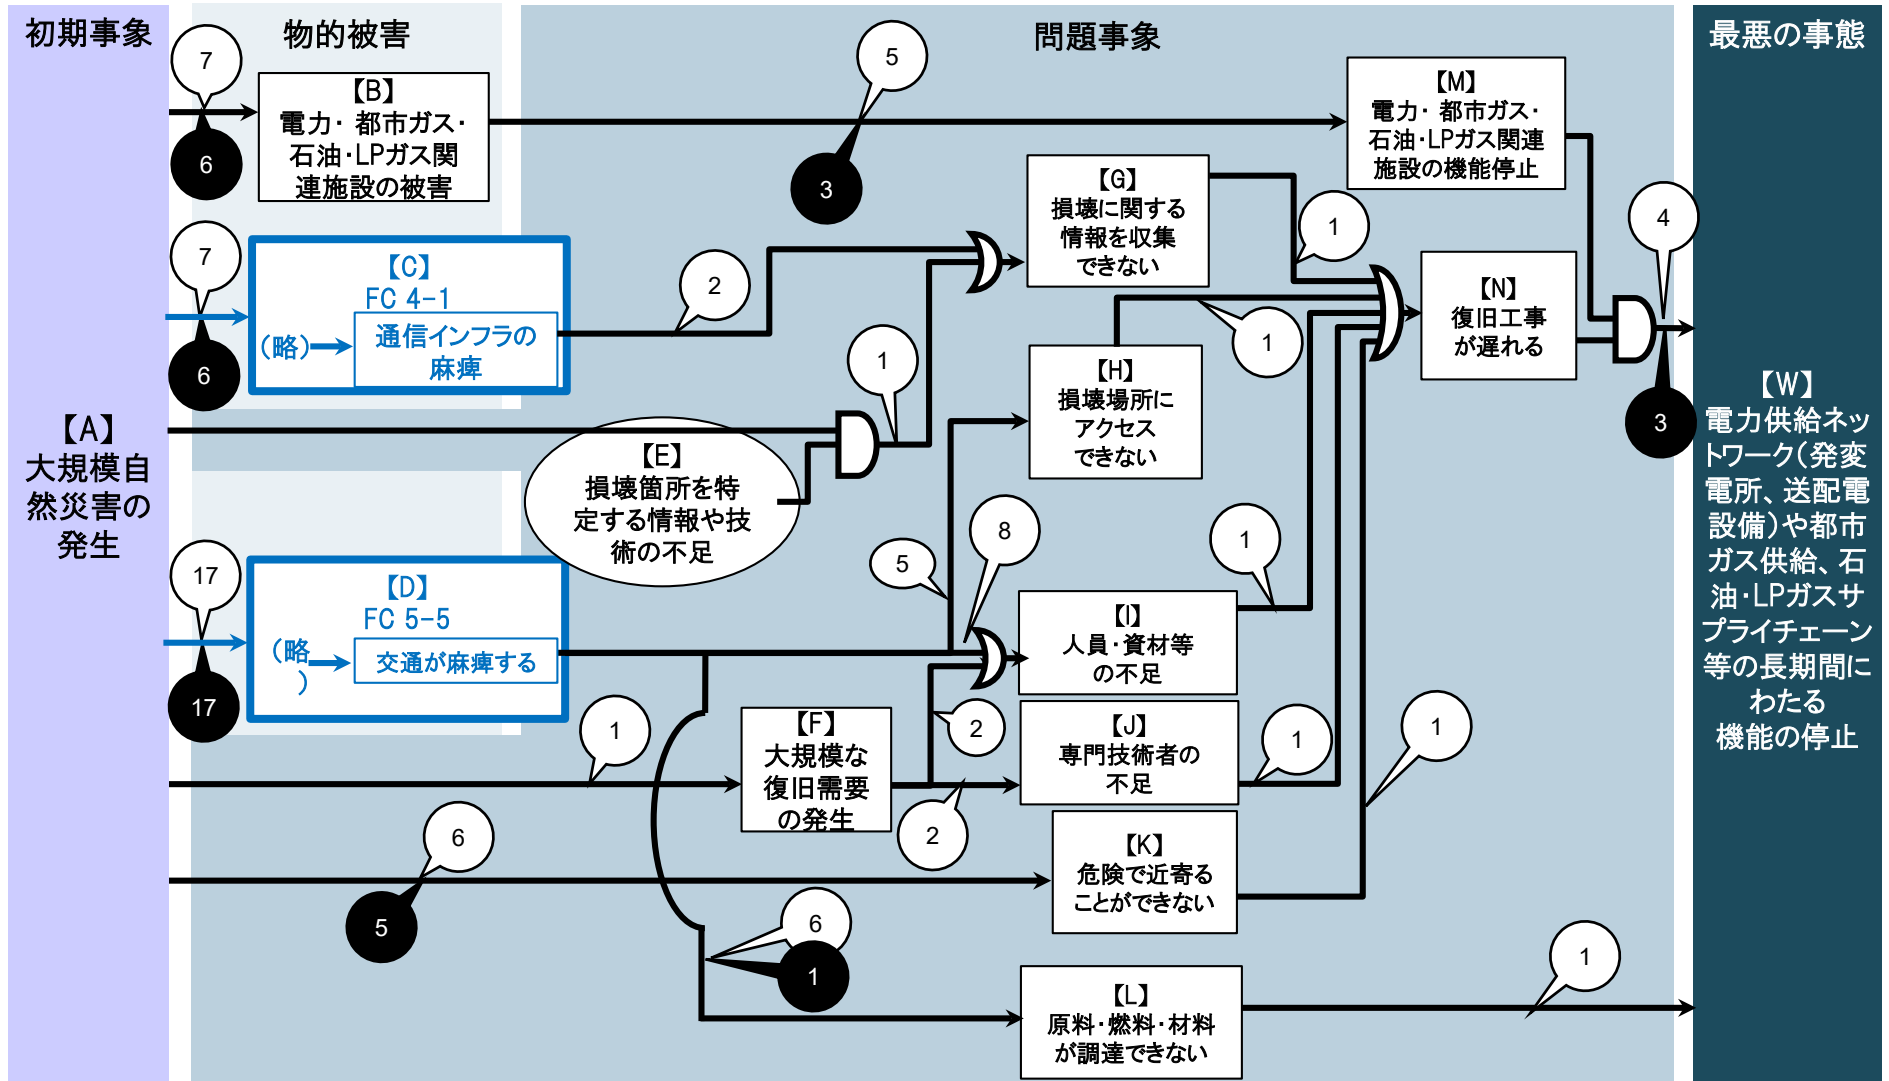 初期事象
物的被害
問題事象
最悪の事態
【A】
大規模自
然災害の
発生
7
6
【B】
電力・都市ガス・
石油・LPガス関
連施設の被害
5
3
【M】
電力・都市ガス・
石油・LPガス関連
施設の機能停止
7
6
【C】
FC 4-1
(略)
通信インフラの
麻痺
2
【G】
損壊に関する
情報を収集
できない
1
1
【H】
損壊場所に
アクセス
できない
1
【N】
復旧工事
が遅れる
4
3
【E】
損壊箇所を特
定する情報や技
術の不足
17
17
【D】
FC 5-5
(略
)
交通が麻痺する
5
8
1
【I】
人員・資材等
の不足
1
【F】
大規模な
復旧需要
の発生
2
2
【J】
専門技術者の
不足
1
1
6
5
【K】
危険で近寄る
ことができない
6
1
【L】
原料・燃料・材料
が調達できない
1
【W】
電力供給ネッ
トワーク(発変
電所、送配電
設備)や都市
ガス供給、石
油・LPガスサ
プライチェーン
等の長期間に
わたる
機能の停止